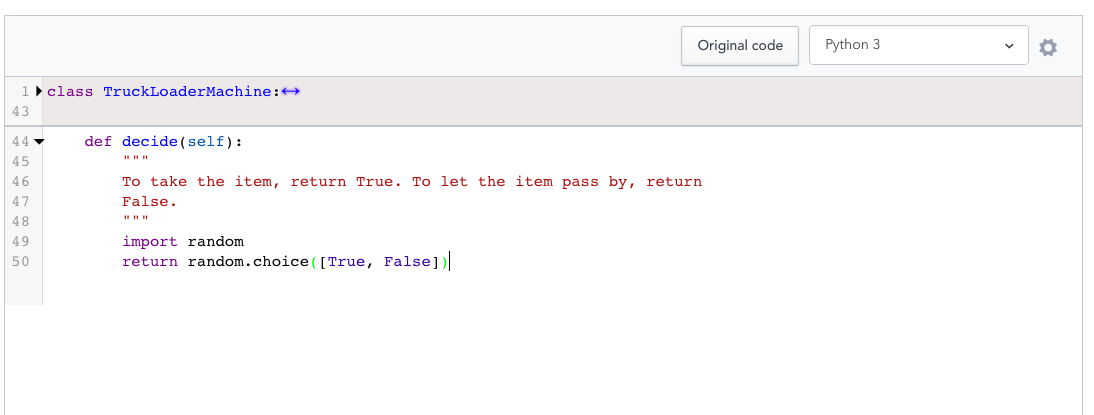 Original code
Python 3
1 class TruckLoaderMachine:↔
43
44 def decide(self):
45 """
46 To take the item, return True. To let the item pass by, return
47 False.
48 """
49 import random
50 return random.choice([True, False])